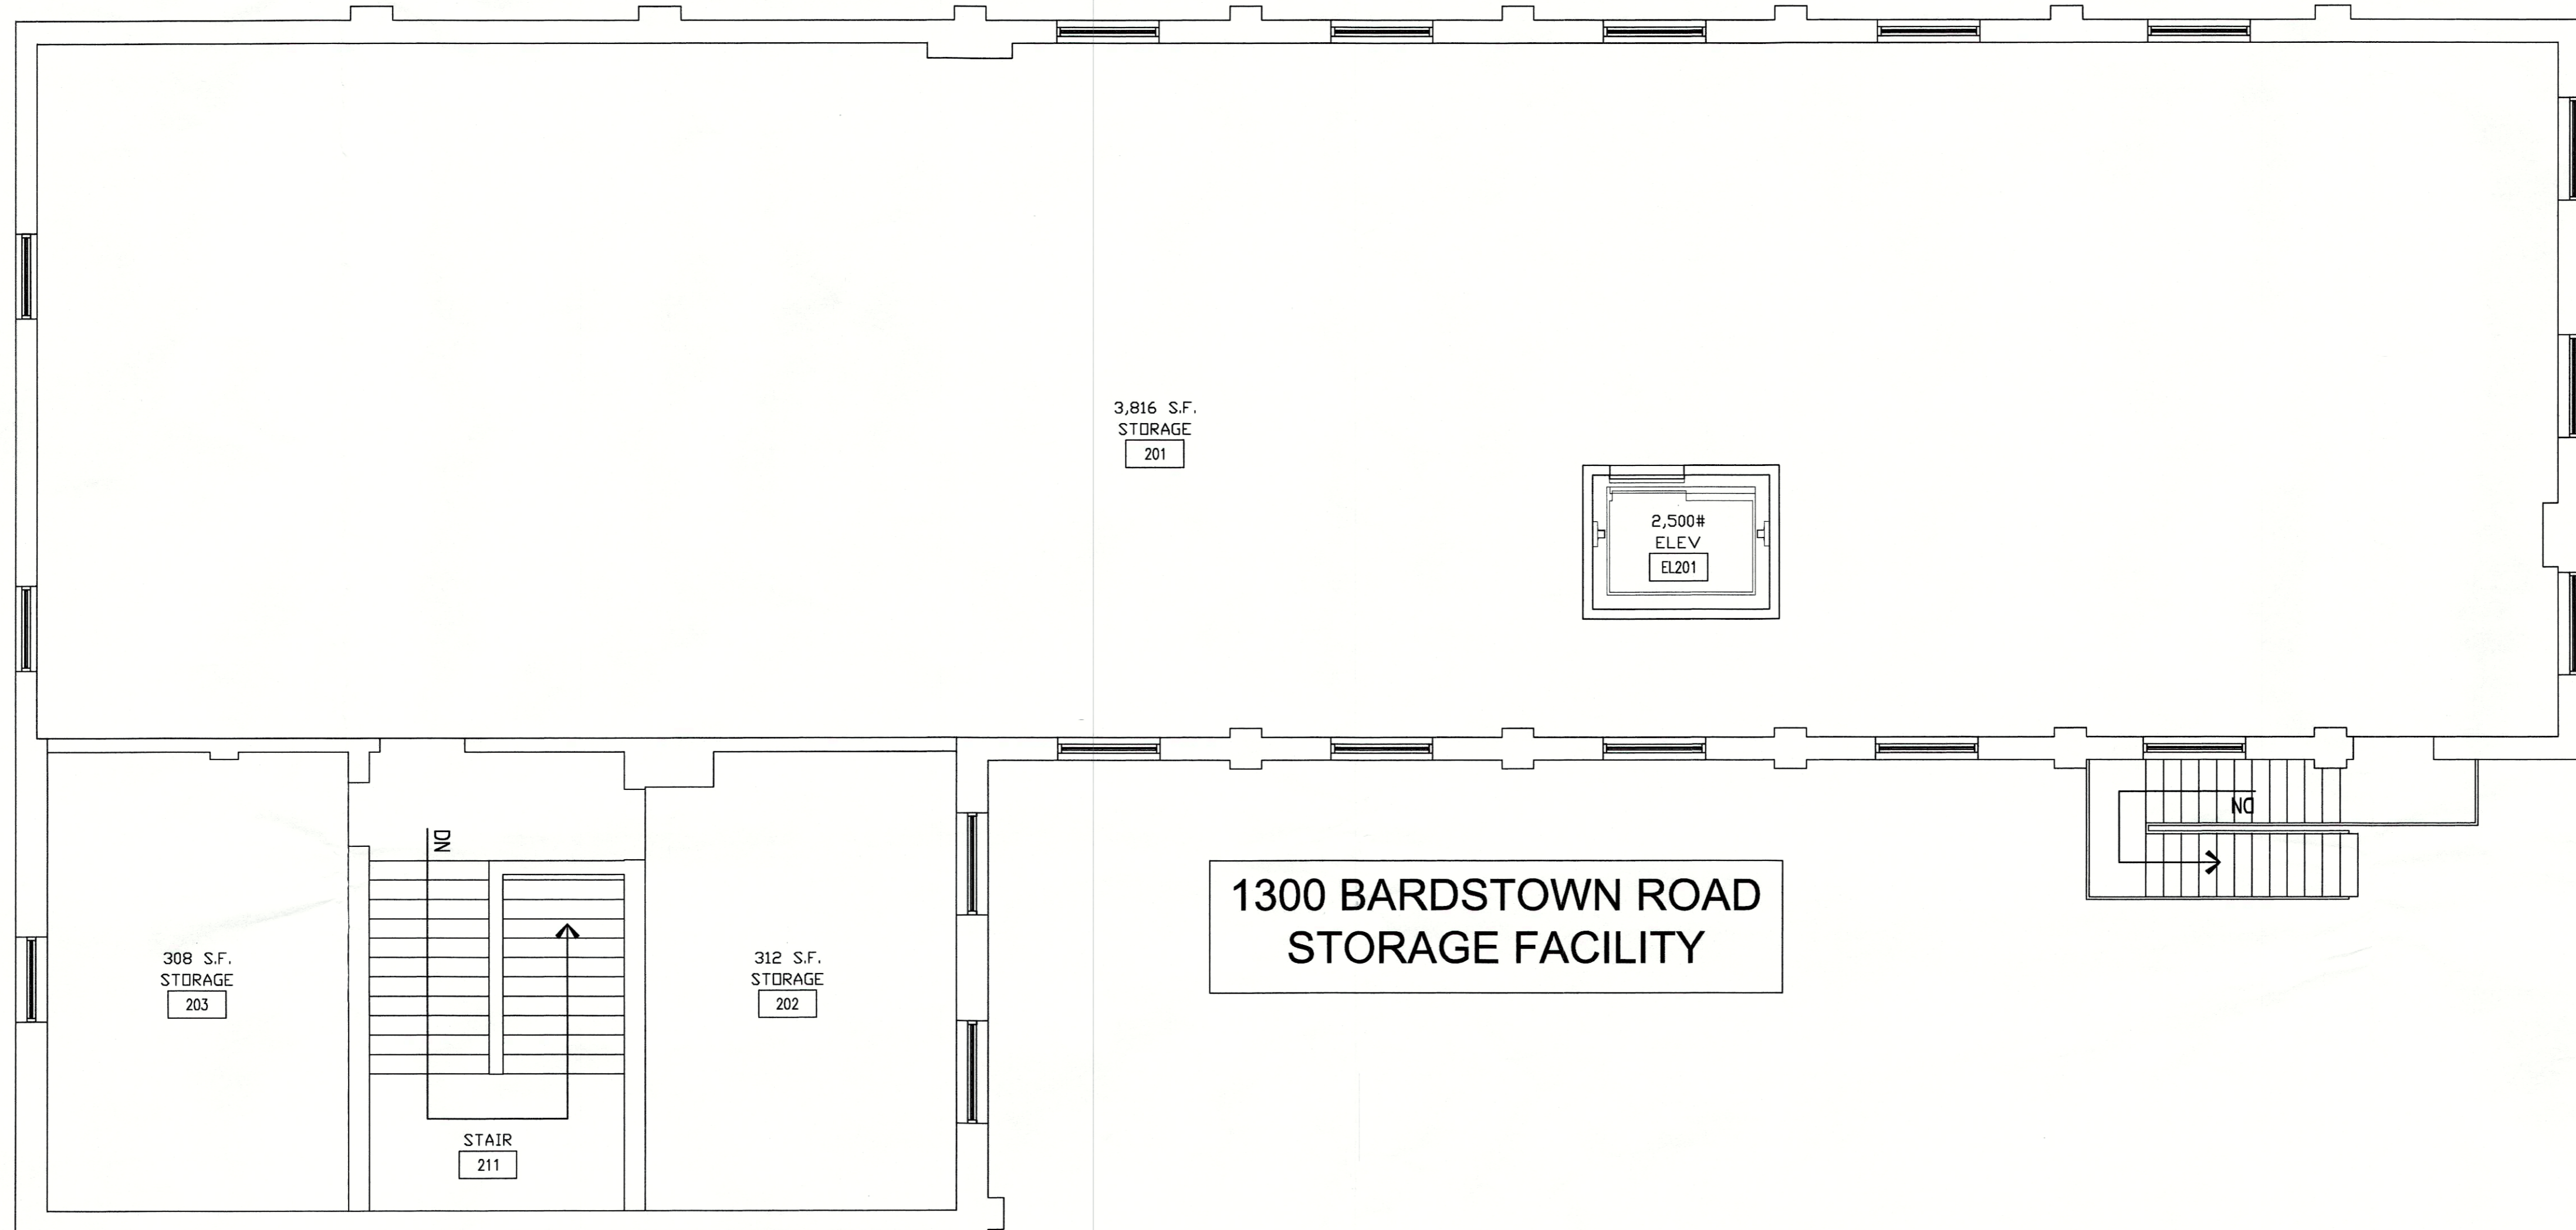 3,816 S.F.
STORAGE
201
2,500#
ELEV
EL201
DN
DN
1300 BARDSTOWN ROAD
STORAGE FACILITY
308 S.F.
STORAGE
203
312 S.F.
STORAGE
202
STAIR
211